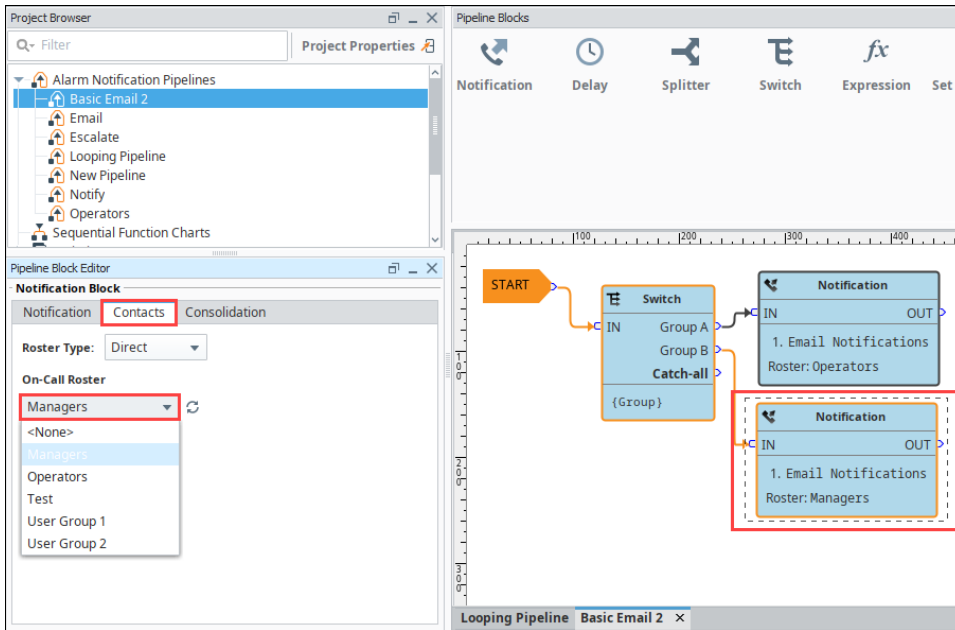 Project Browser
Filter
Project Properties
Alarm Notification Pipelines
Basic Email 2
Email
Escalate
Looping Pipeline
New Pipeline
Notify
Operators
Sequential Function Charts
Pipeline Block Editor
Notification Block
Notification Contacts Consolidation
Roster Type: Direct
On-Call Roster
Managers
<None>
Managers
Operators
Test
User Group 1
User Group 2
Pipeline Blocks
fx
Notification Delay Splitter Switch Expression Set
100 200 300 400
100
200
300
START
Switch
IN Group A
Group B
Catch-all
{Group}
Notification
IN OUT
1. Email Notifications
Roster: Operators
Notification
IN OUT
1. Email Notifications
Roster: Managers
Looping Pipeline Basic Email 2